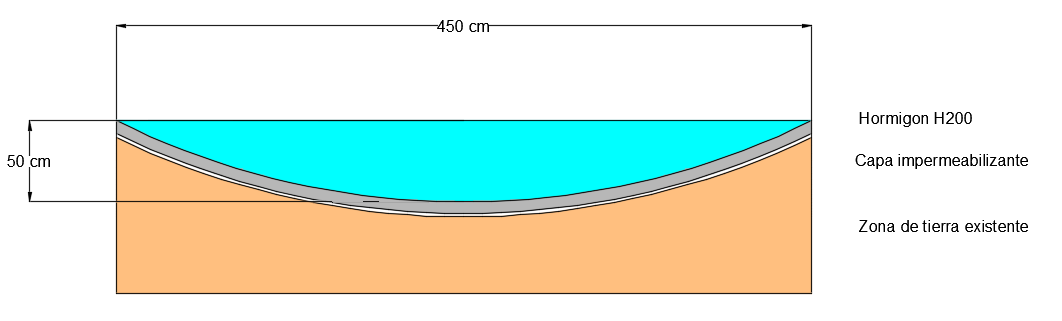 450 cm
Hormigon H200
50 cm
Capa impermeabilizante
Zona de tierra existente